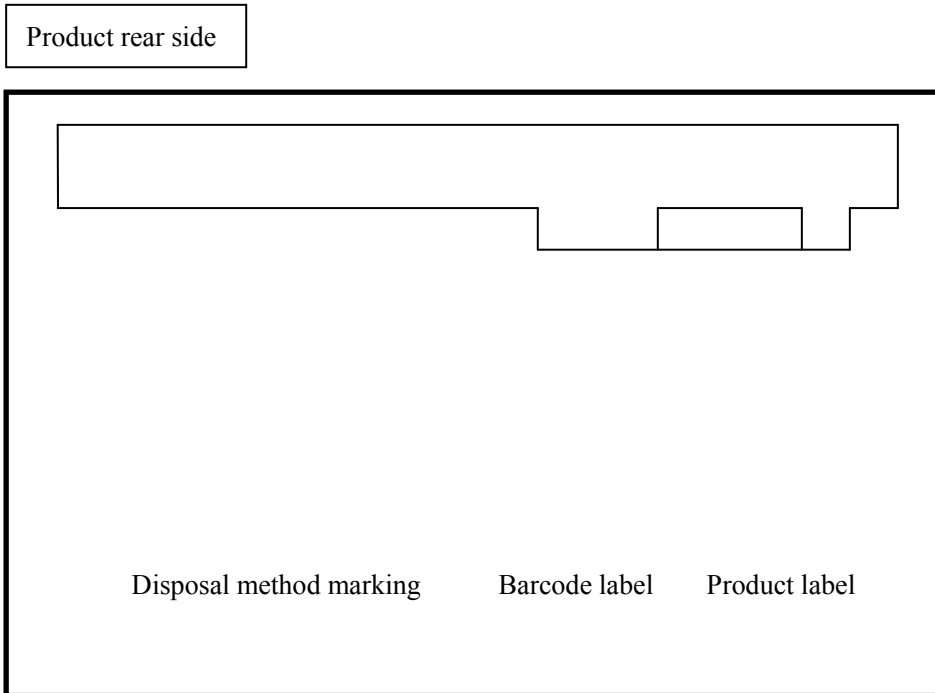 Product rear side
Disposal method marking Barcode label Product label